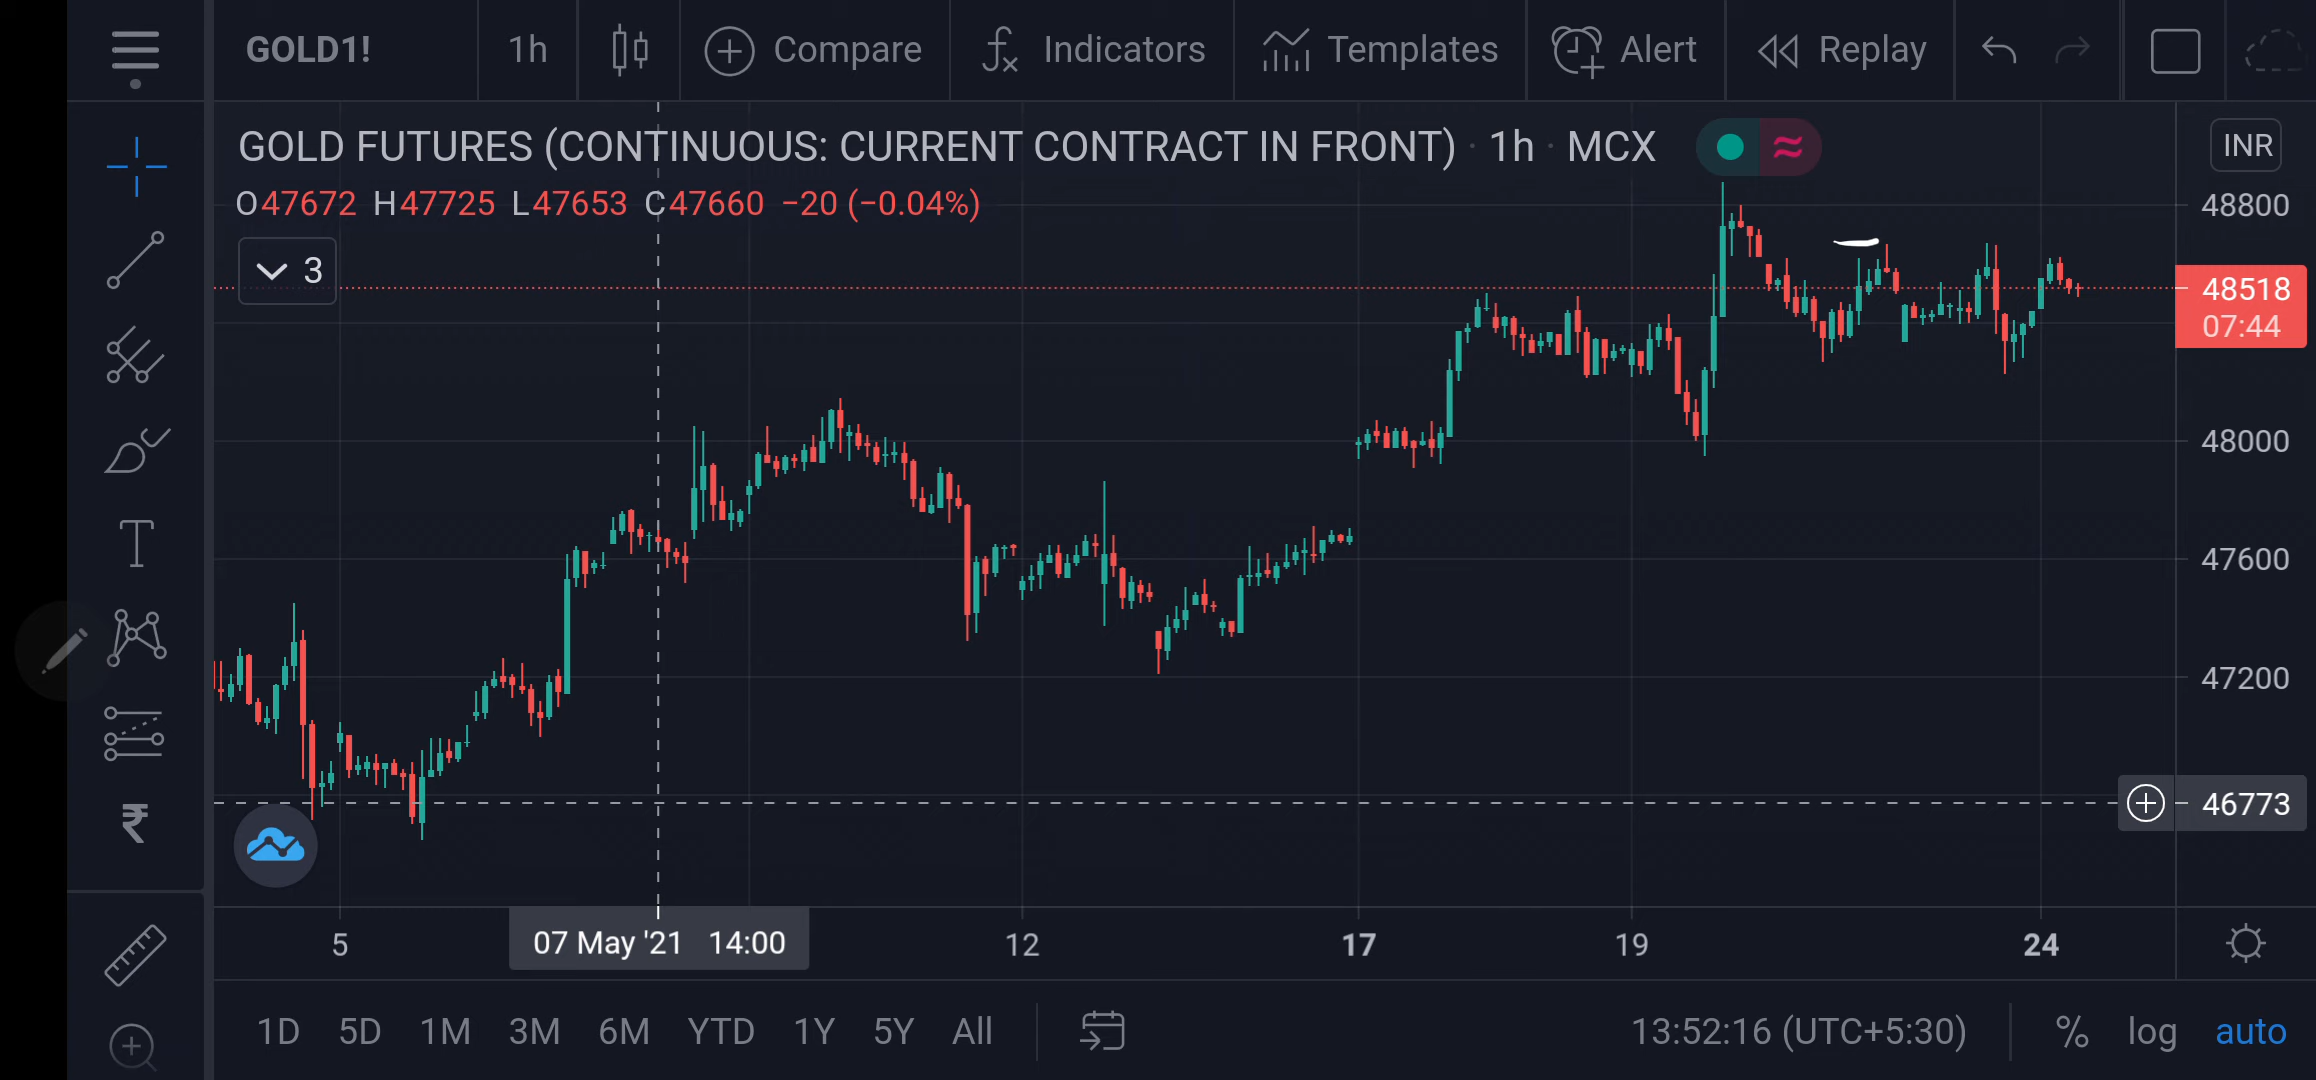 GOLD1! 1h Compare Indicators Templates Alert Replay
GOLD FUTURES (CONTINUOUS: CURRENT CONTRACT IN FRONT) · 1h · MCX INR
O47672 H47725 L47653 C47660 −20 (−0.04%)
48800
3
48518
07:44
48000
47600
47200
46773
5 07 May '21 14:00 12 17 19 24
1D 5D 1M 3M 6M YTD 1Y 5Y All 13:52:16 (UTC+5:30) % log auto